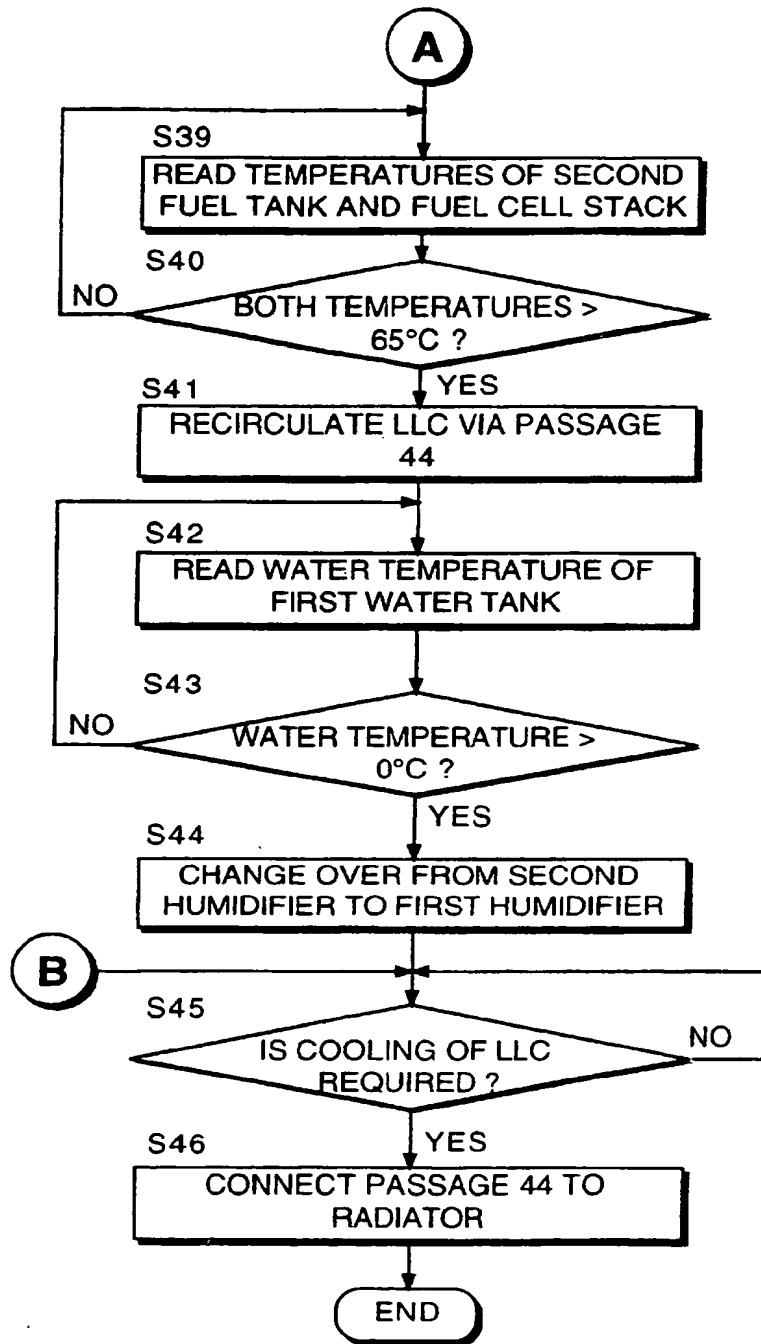 A
S39
READ TEMPERATURES OF SECOND
FUEL TANK AND FUEL CELL STACK
S40
NO
BOTH TEMPERATURES >
65°C ?
YES
S41
RECIRCULATE LLC VIA PASSAGE
44
S42
READ WATER TEMPERATURE OF
FIRST WATER TANK
S43
NO
WATER TEMPERATURE >
0°C ?
YES
S44
CHANGE OVER FROM SECOND
HUMIDIFIER TO FIRST HUMIDIFIER
B
S45
NO
IS COOLING OF LLC
REQUIRED ?
YES
S46
CONNECT PASSAGE 44 TO
RADIATOR
END